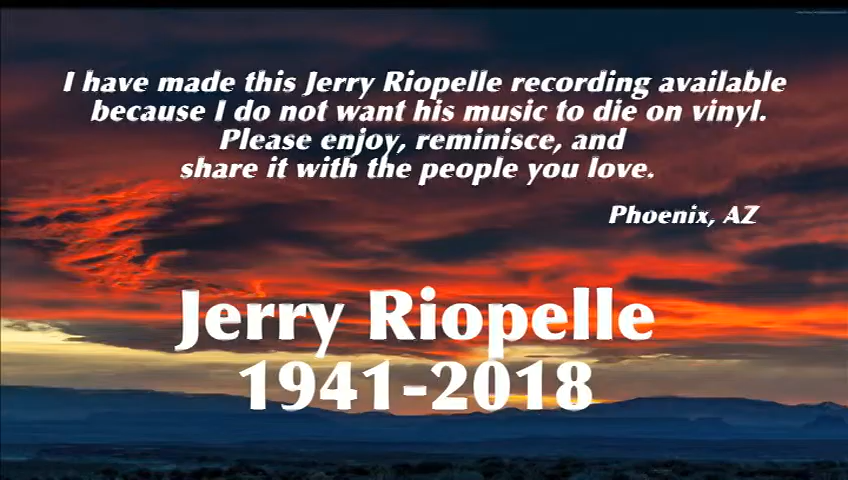 I have made this Jerry Riopelle recording available
because I do not want his music to die on vinyl.
Please enjoy, reminisce, and
share it with the people you love.
Phoenix, AZ
Jerry Riopelle
1941-2018